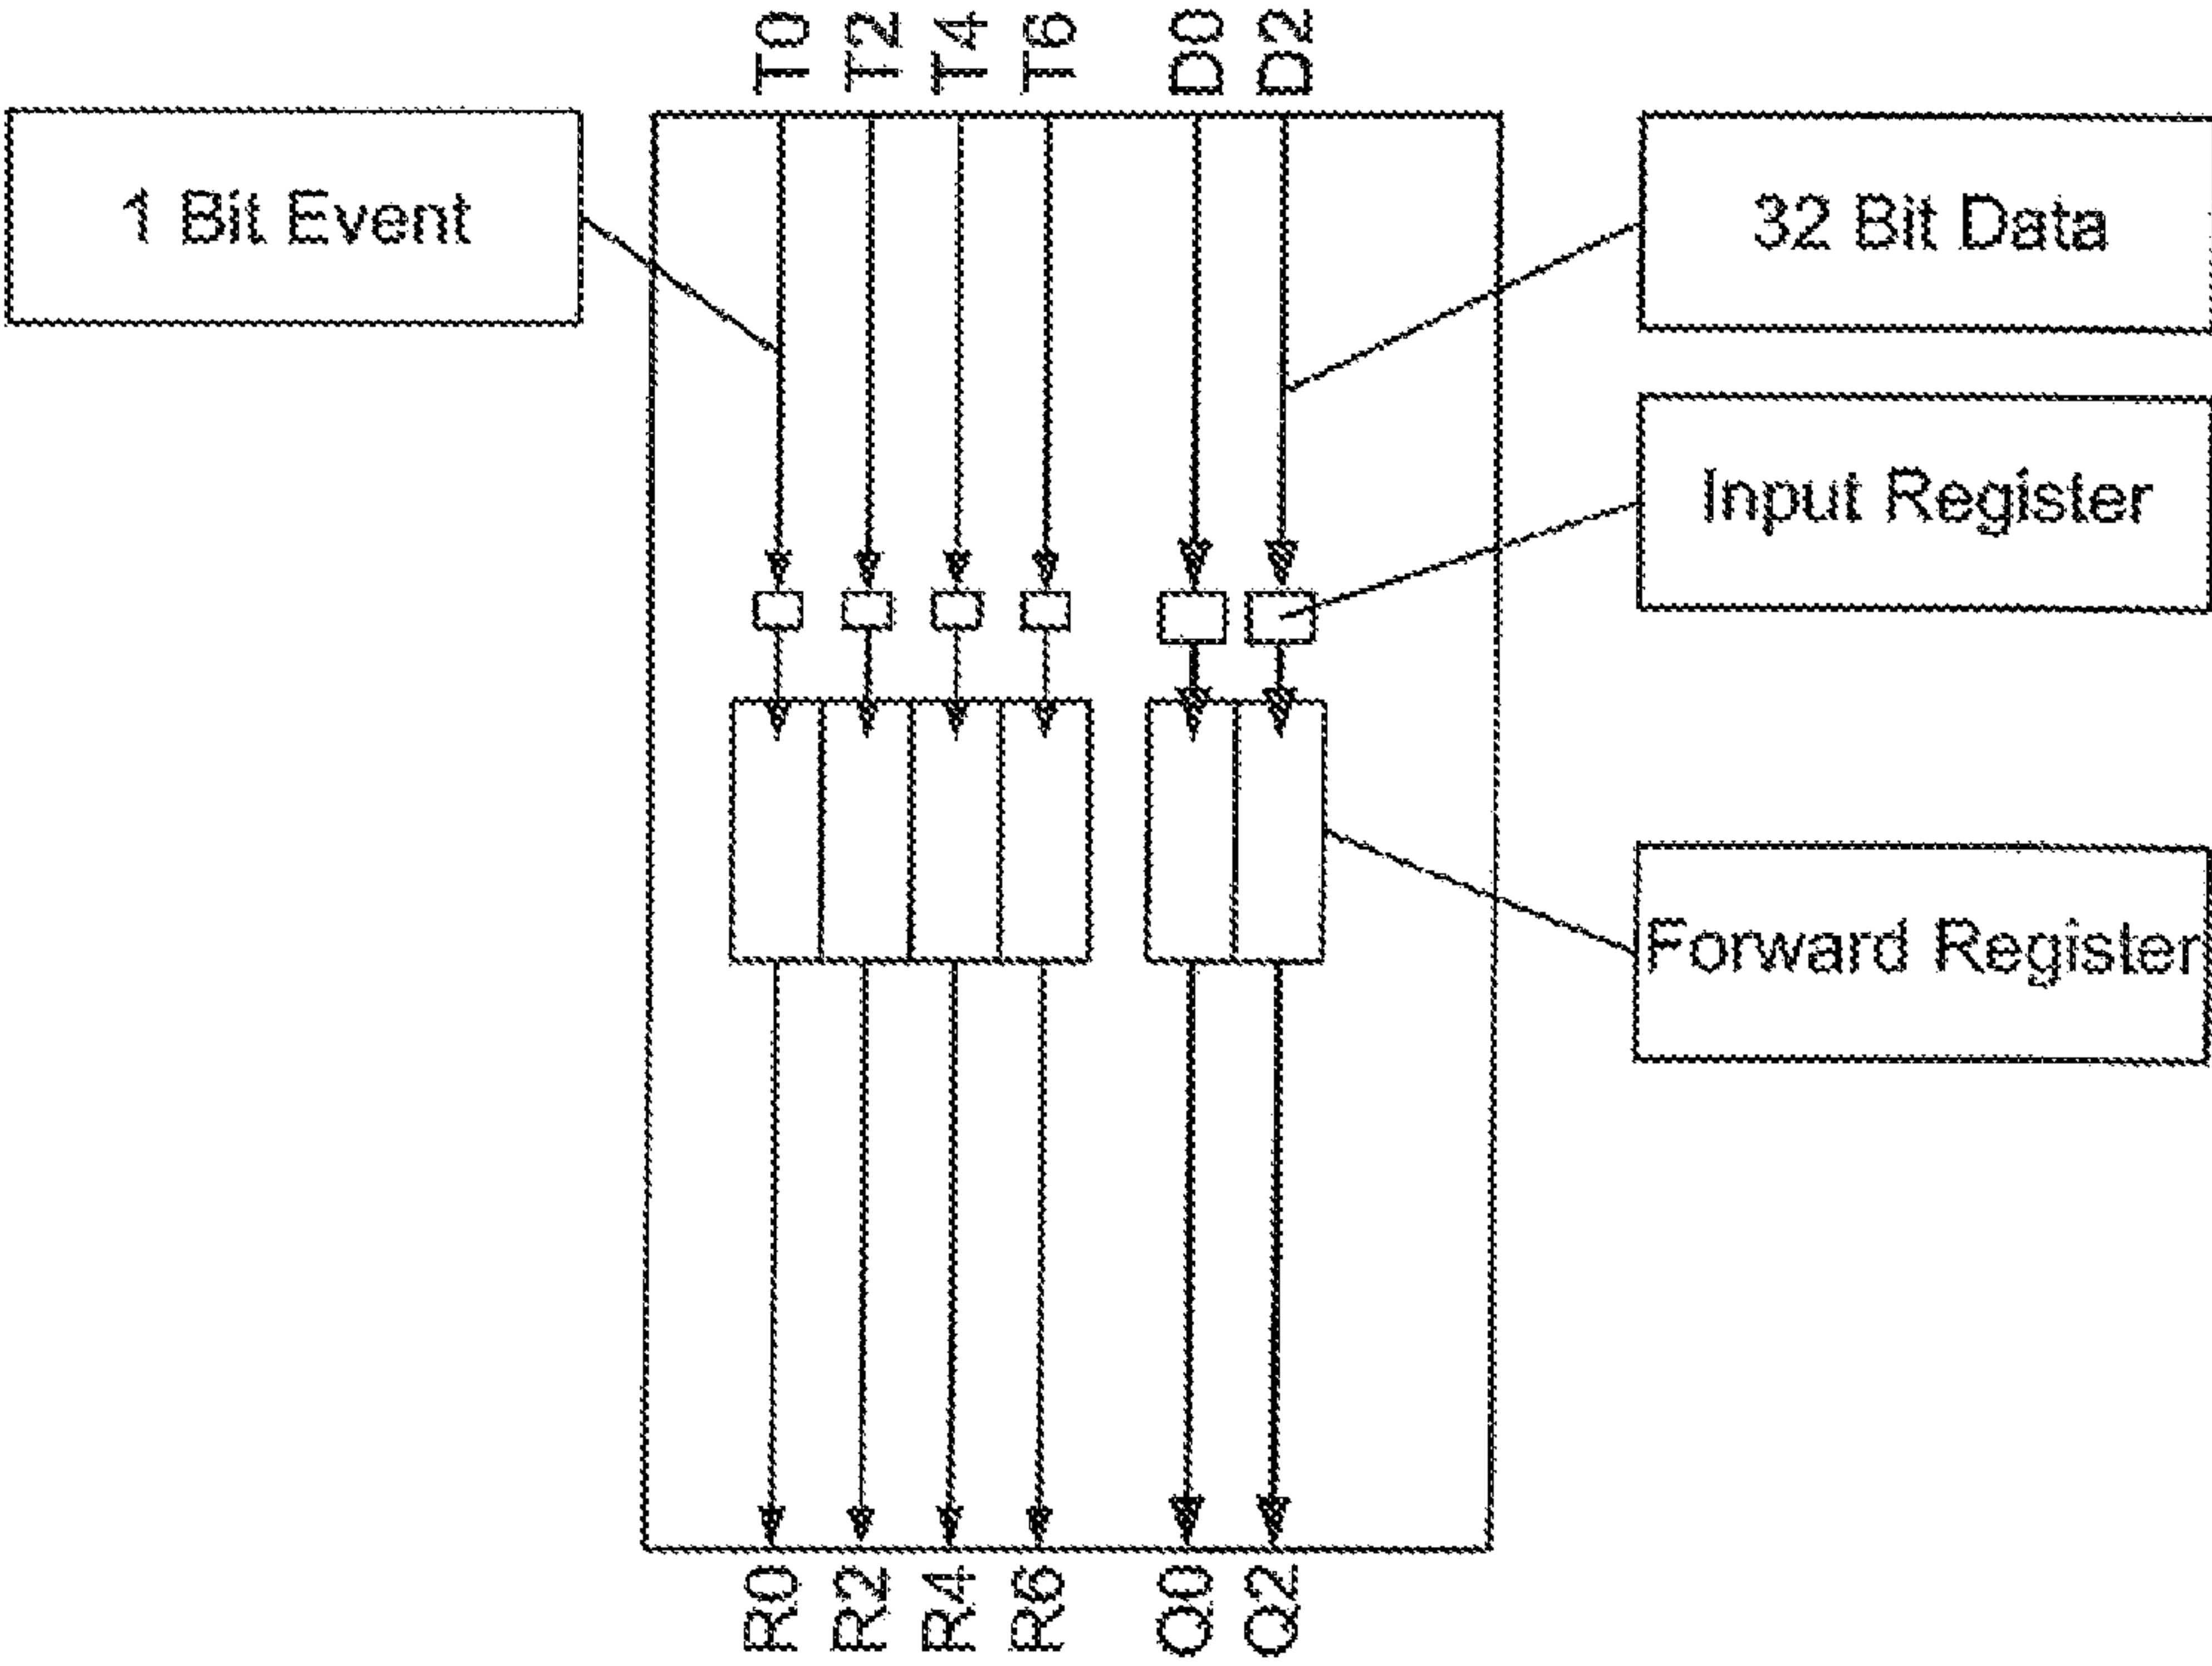 T0 T2 T4 T6 D0 D2
1 Bit Event
32 Bit Data
Input Register
Forward Register
R0 R2 R4 R6 Q0 Q2